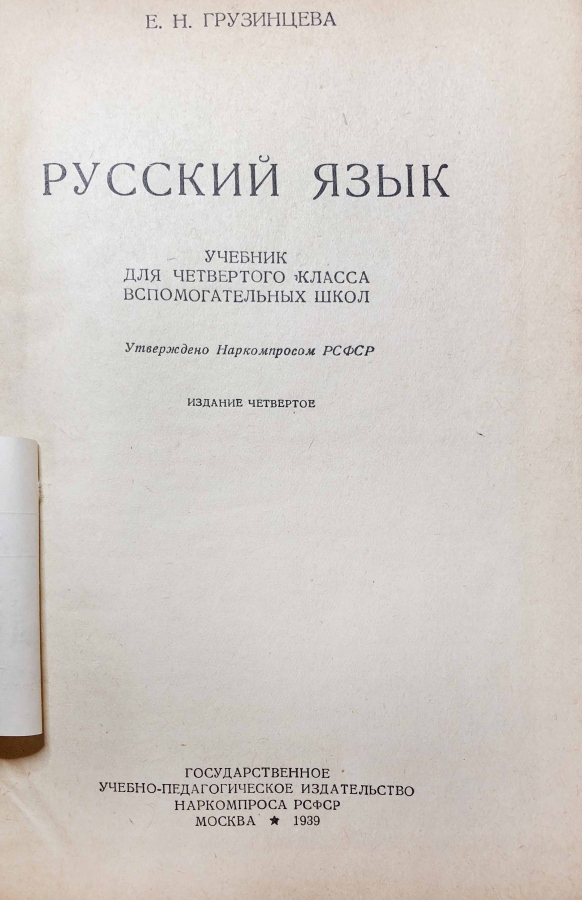 Е. Н. ГРУЗИНЦЕВА
РУССКИЙ ЯЗЫК
УЧЕБНИК
ДЛЯ ЧЕТВЕРТОГО КЛАССА
ВСПОМОГАТЕЛЬНЫХ ШКОЛ
Утверждено Наркомпросом РСФСР
ИЗДАНИЕ ЧЕТВЕРТОЕ
ГОСУДАРСТВЕННОЕ
УЧЕБНО-ПЕДАГОГИЧЕСКОЕ ИЗДАТЕЛЬСТВО
НАРКОМПРОСА РСФСР
МОСКВА ★ 1939